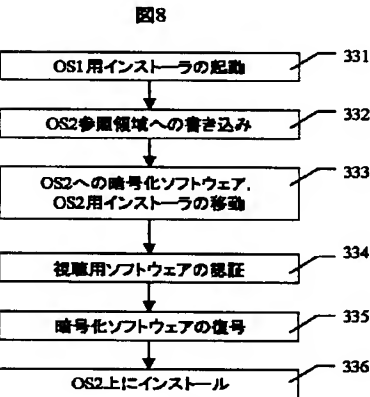 図8
OS1用インストーラの起動
331
OS2参照領域への書き込み
332
OS2への暗号化ソフトウェア,
OS2用インストーラの移動
333
視聴用ソフトウェアの認証
334
暗号化ソフトウェアの復号
335
OS2上にインストール
336